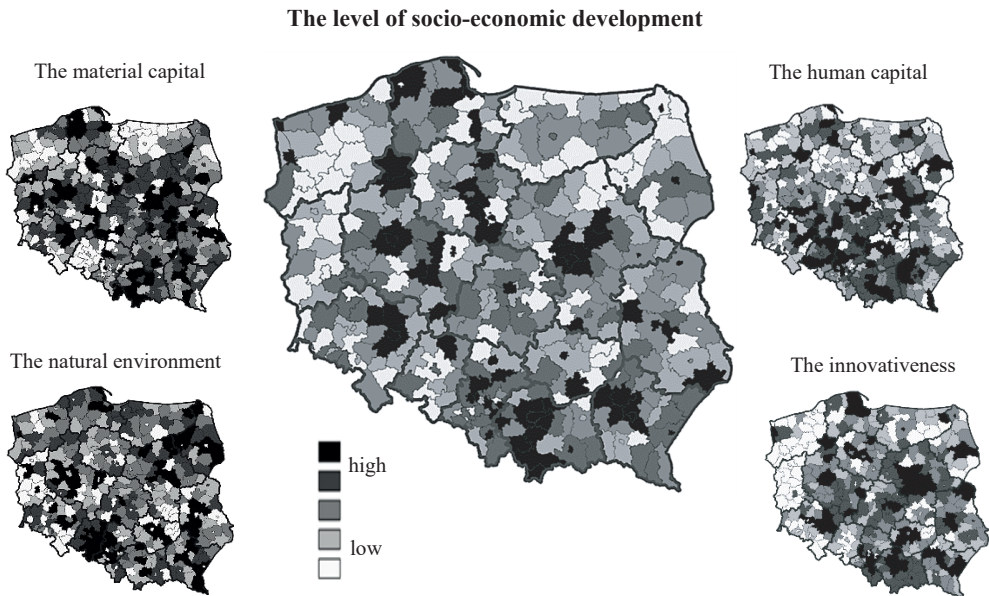 The level of socio-economic development
The material capital
The human capital
The natural environment
The innovativeness
high
low